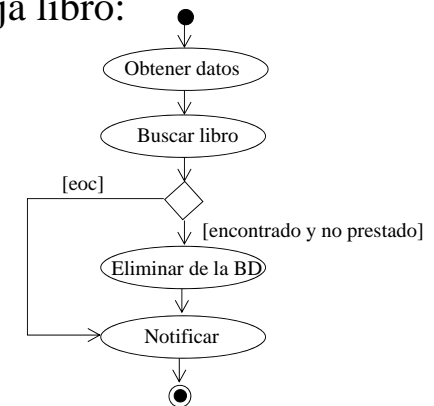 ja libro:
Obtener datos
Buscar libro
[eoc]
[encontrado y no prestado]
Eliminar de la BD
Notificar